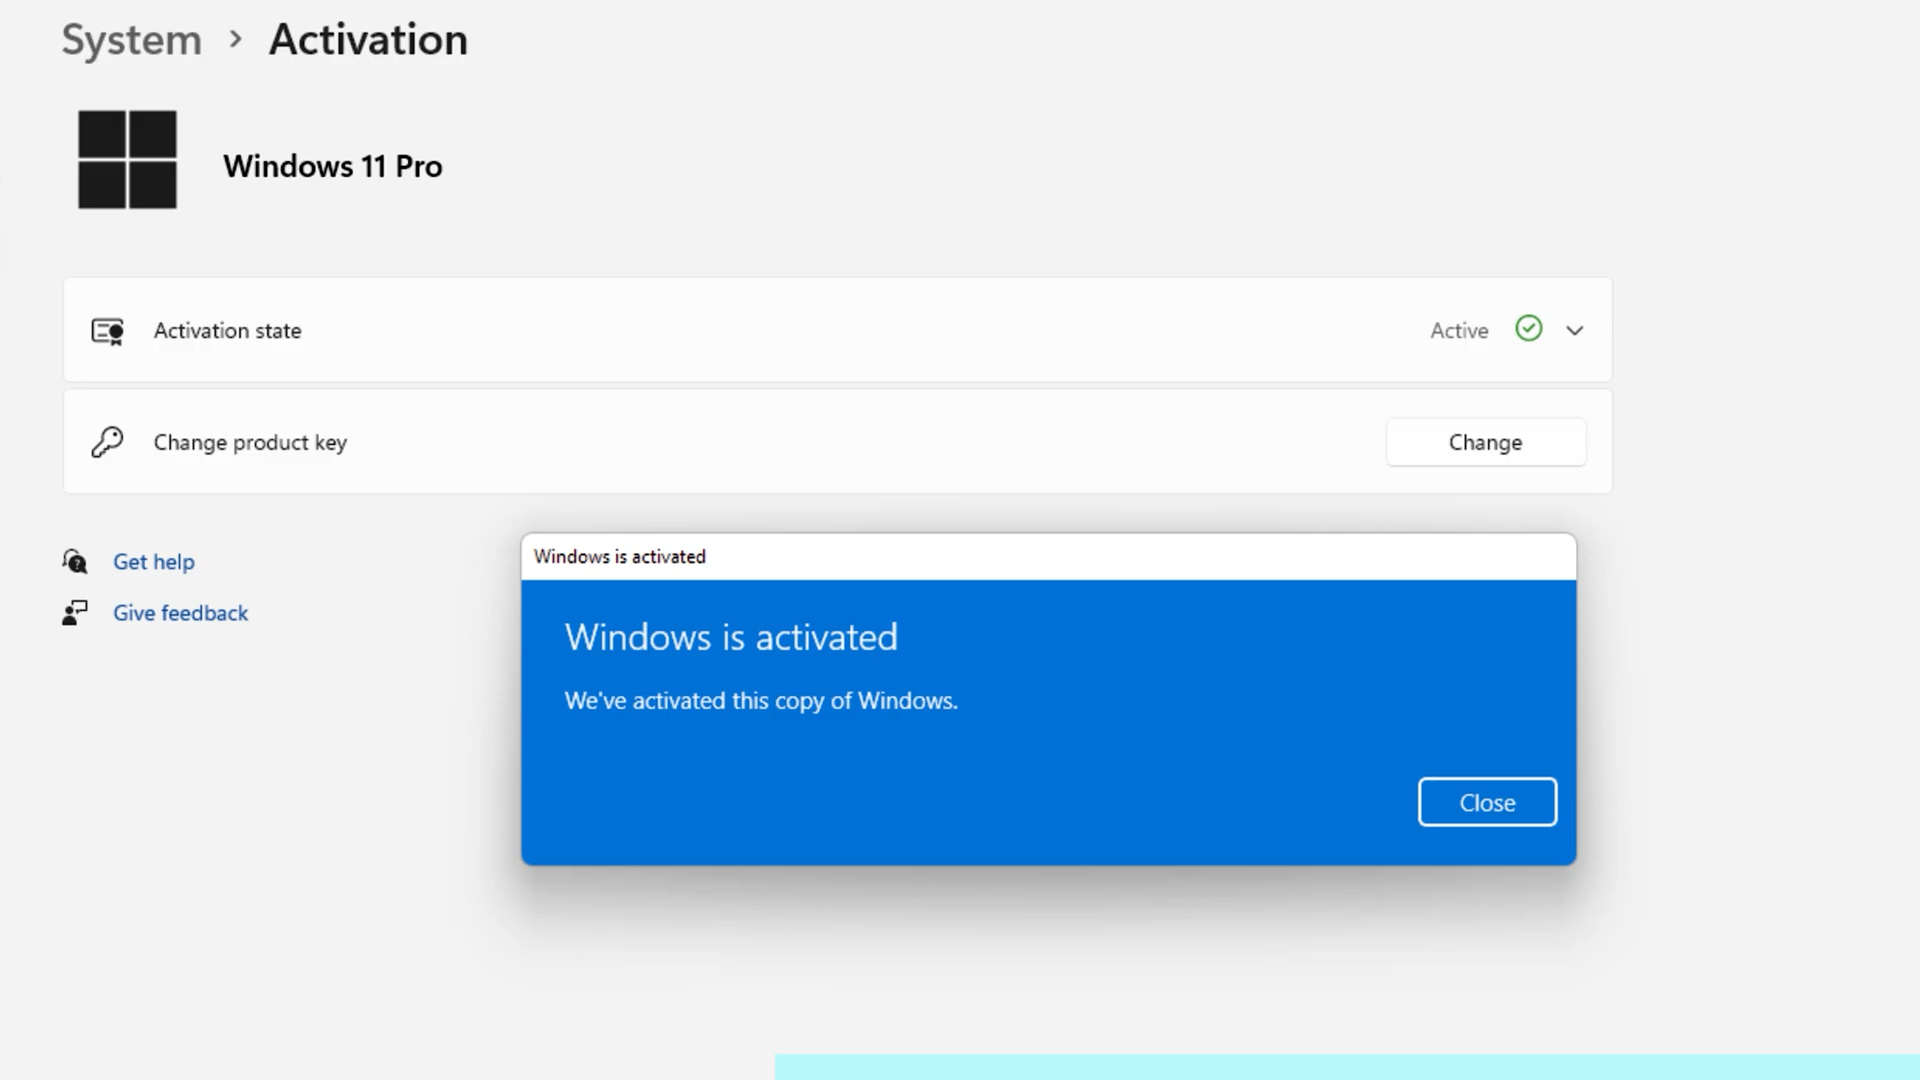 System > Activation
Windows 11 Pro
Activation state
Active
Change product key
Change
Get help
Give feedback
Windows is activated
Windows is activated
We've activated this copy of Windows.
Close